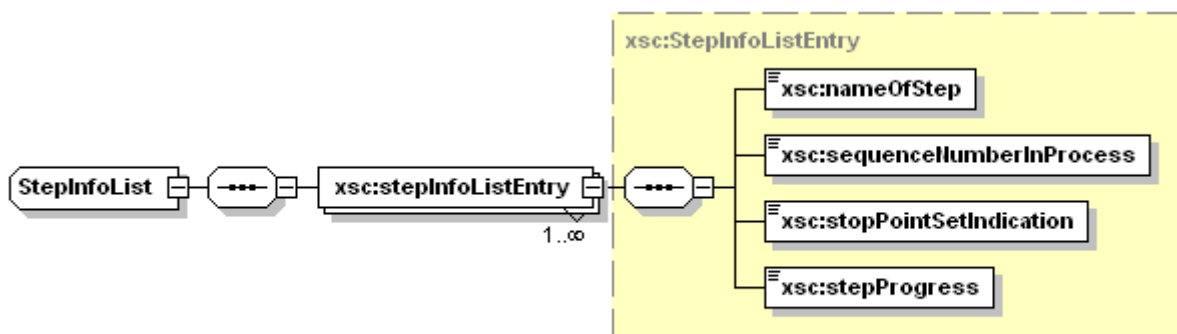 xsc:StepInfoListEntry
xsc:nameOfStep
xsc:sequenceNumberInProcess
StepInfoList
xsc:stepInfoListEntry
1..∞
xsc:stopPointSetIndication
xsc:stepProgress